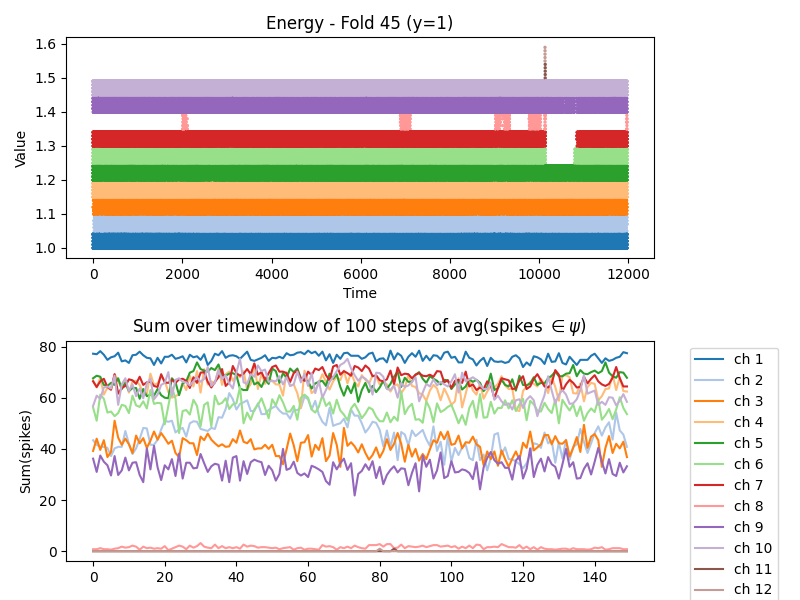 Energy - Fold 45 (y=1)
Value
1.6
1.5
1.4
1.3
1.2
1.1
1.0
0 2000 4000 6000 8000 10000 12000
Time
Sum over timewindow of 100 steps of avg(spikes ∈ ψ)
Sum(spikes)
80
60
40
20
0
0 20 40 60 80 100 120 140
ch 1
ch 2
ch 3
ch 4
ch 5
ch 6
ch 7
ch 8
ch 9
ch 10
ch 11
ch 12